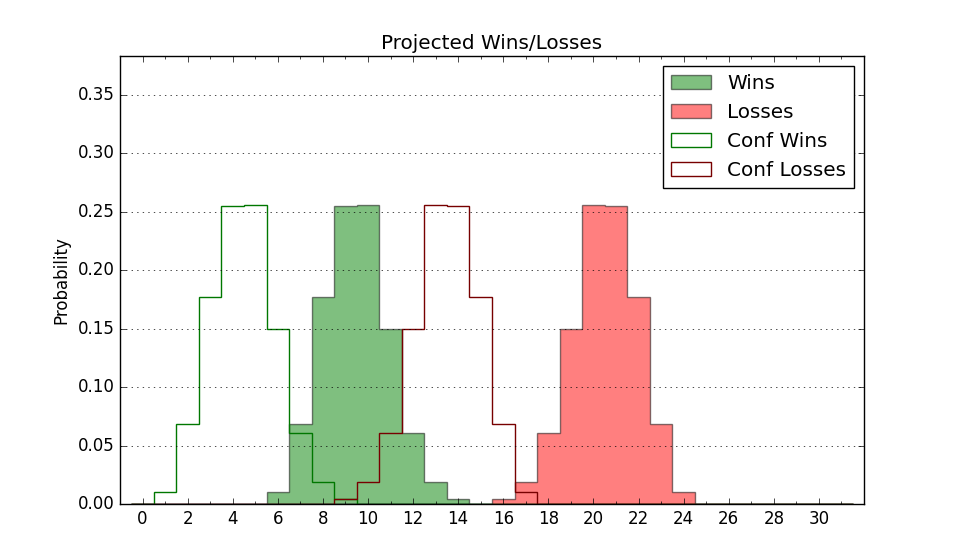 Projected Wins/Losses
Wins
Losses
Conf Wins
Conf Losses
Probability
0.35
0.30
0.25
0.20
0.15
0.10
0.05
0.00
0 2 4 6 8 10 12 14 16 18 20 22 24 26 28 30